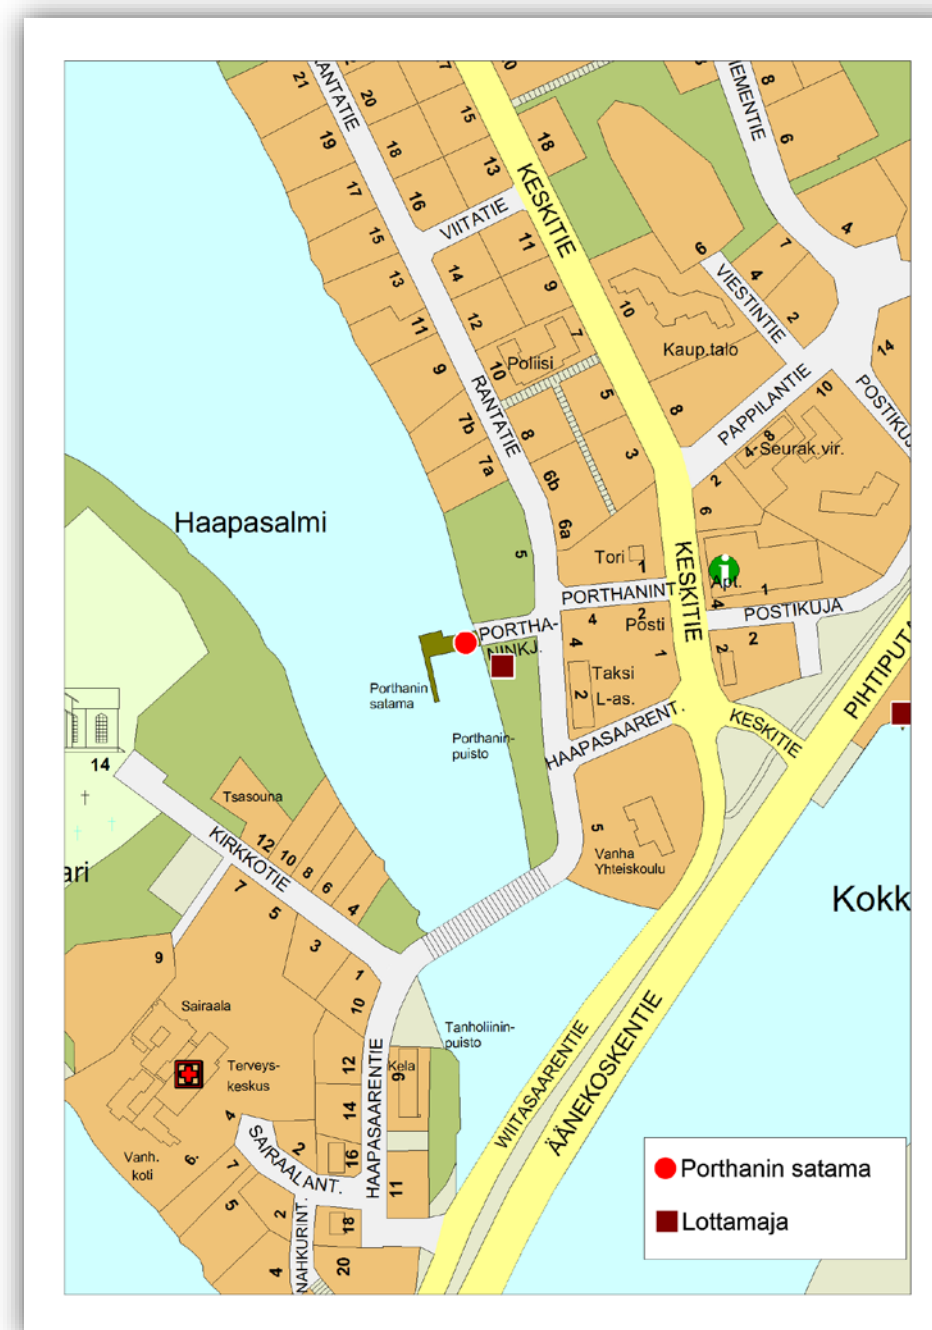 21
20
19
18
17
16
15
13
11
9
7b
7a
5
14
12
10
8
6b
6a
15
13
11
9
7
5
3
18
10
8
8
6
4
7
6
4
2
14
10
8
4
2
6
RANTATIE
VIITATIE
KESKITIE
VIESTINTIE
Poliisi
Kaup.talo
PAPPILANTIE
POSTIKUJ
RANTATIE
Seurak.vir.
Haapasalmi
Tori
1
KESKITIE
Apt.
1
4
PORTHANINT.
POSTIKUJA
4
2
Posti
1
2
2
PORTHA-
NINKJ.
4
Taksi
2
L-as.
PIHTIPUTA
Porthanin
satama
HAAPASAARENT.
KESKITIE
Porthanin-
puisto
14
Tsasouna
KIRKKOTIE
12
10
8
6
4
5
Vanha
Yhteiskoulu
ari
7
5
3
1
Kokk
9
10
Sairaala
Tanholiinin-
puisto
Terveys-
keskus
12
Kela
9
14
HAAPASAARENTIE
WIITASAARENTIE
ÄÄNEKOSKENTIE
4
SAIRAALANT.
2
16
Vanh.
koti
6.
7
5
2
11
18
NAHKURINT.
4
20
Porthanin satama
Lottamaja